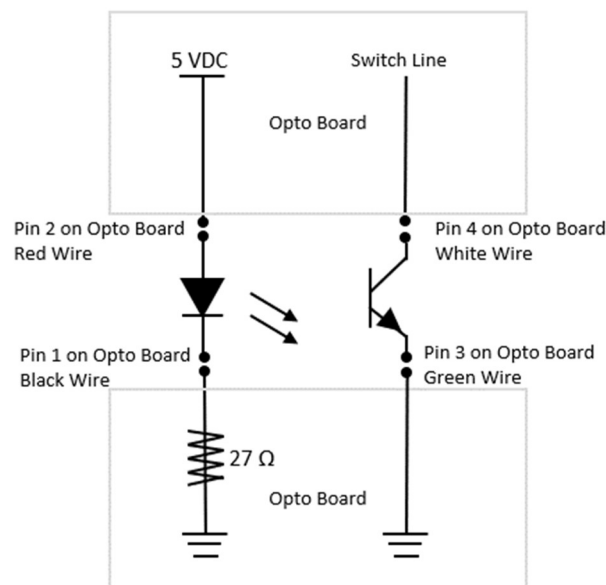 5 VDC
Switch Line
Opto Board
Pin 2 on Opto Board
Red Wire
Pin 4 on Opto Board
White Wire
Pin 1 on Opto Board
Black Wire
Pin 3 on Opto Board
Green Wire
27 Ω
Opto Board